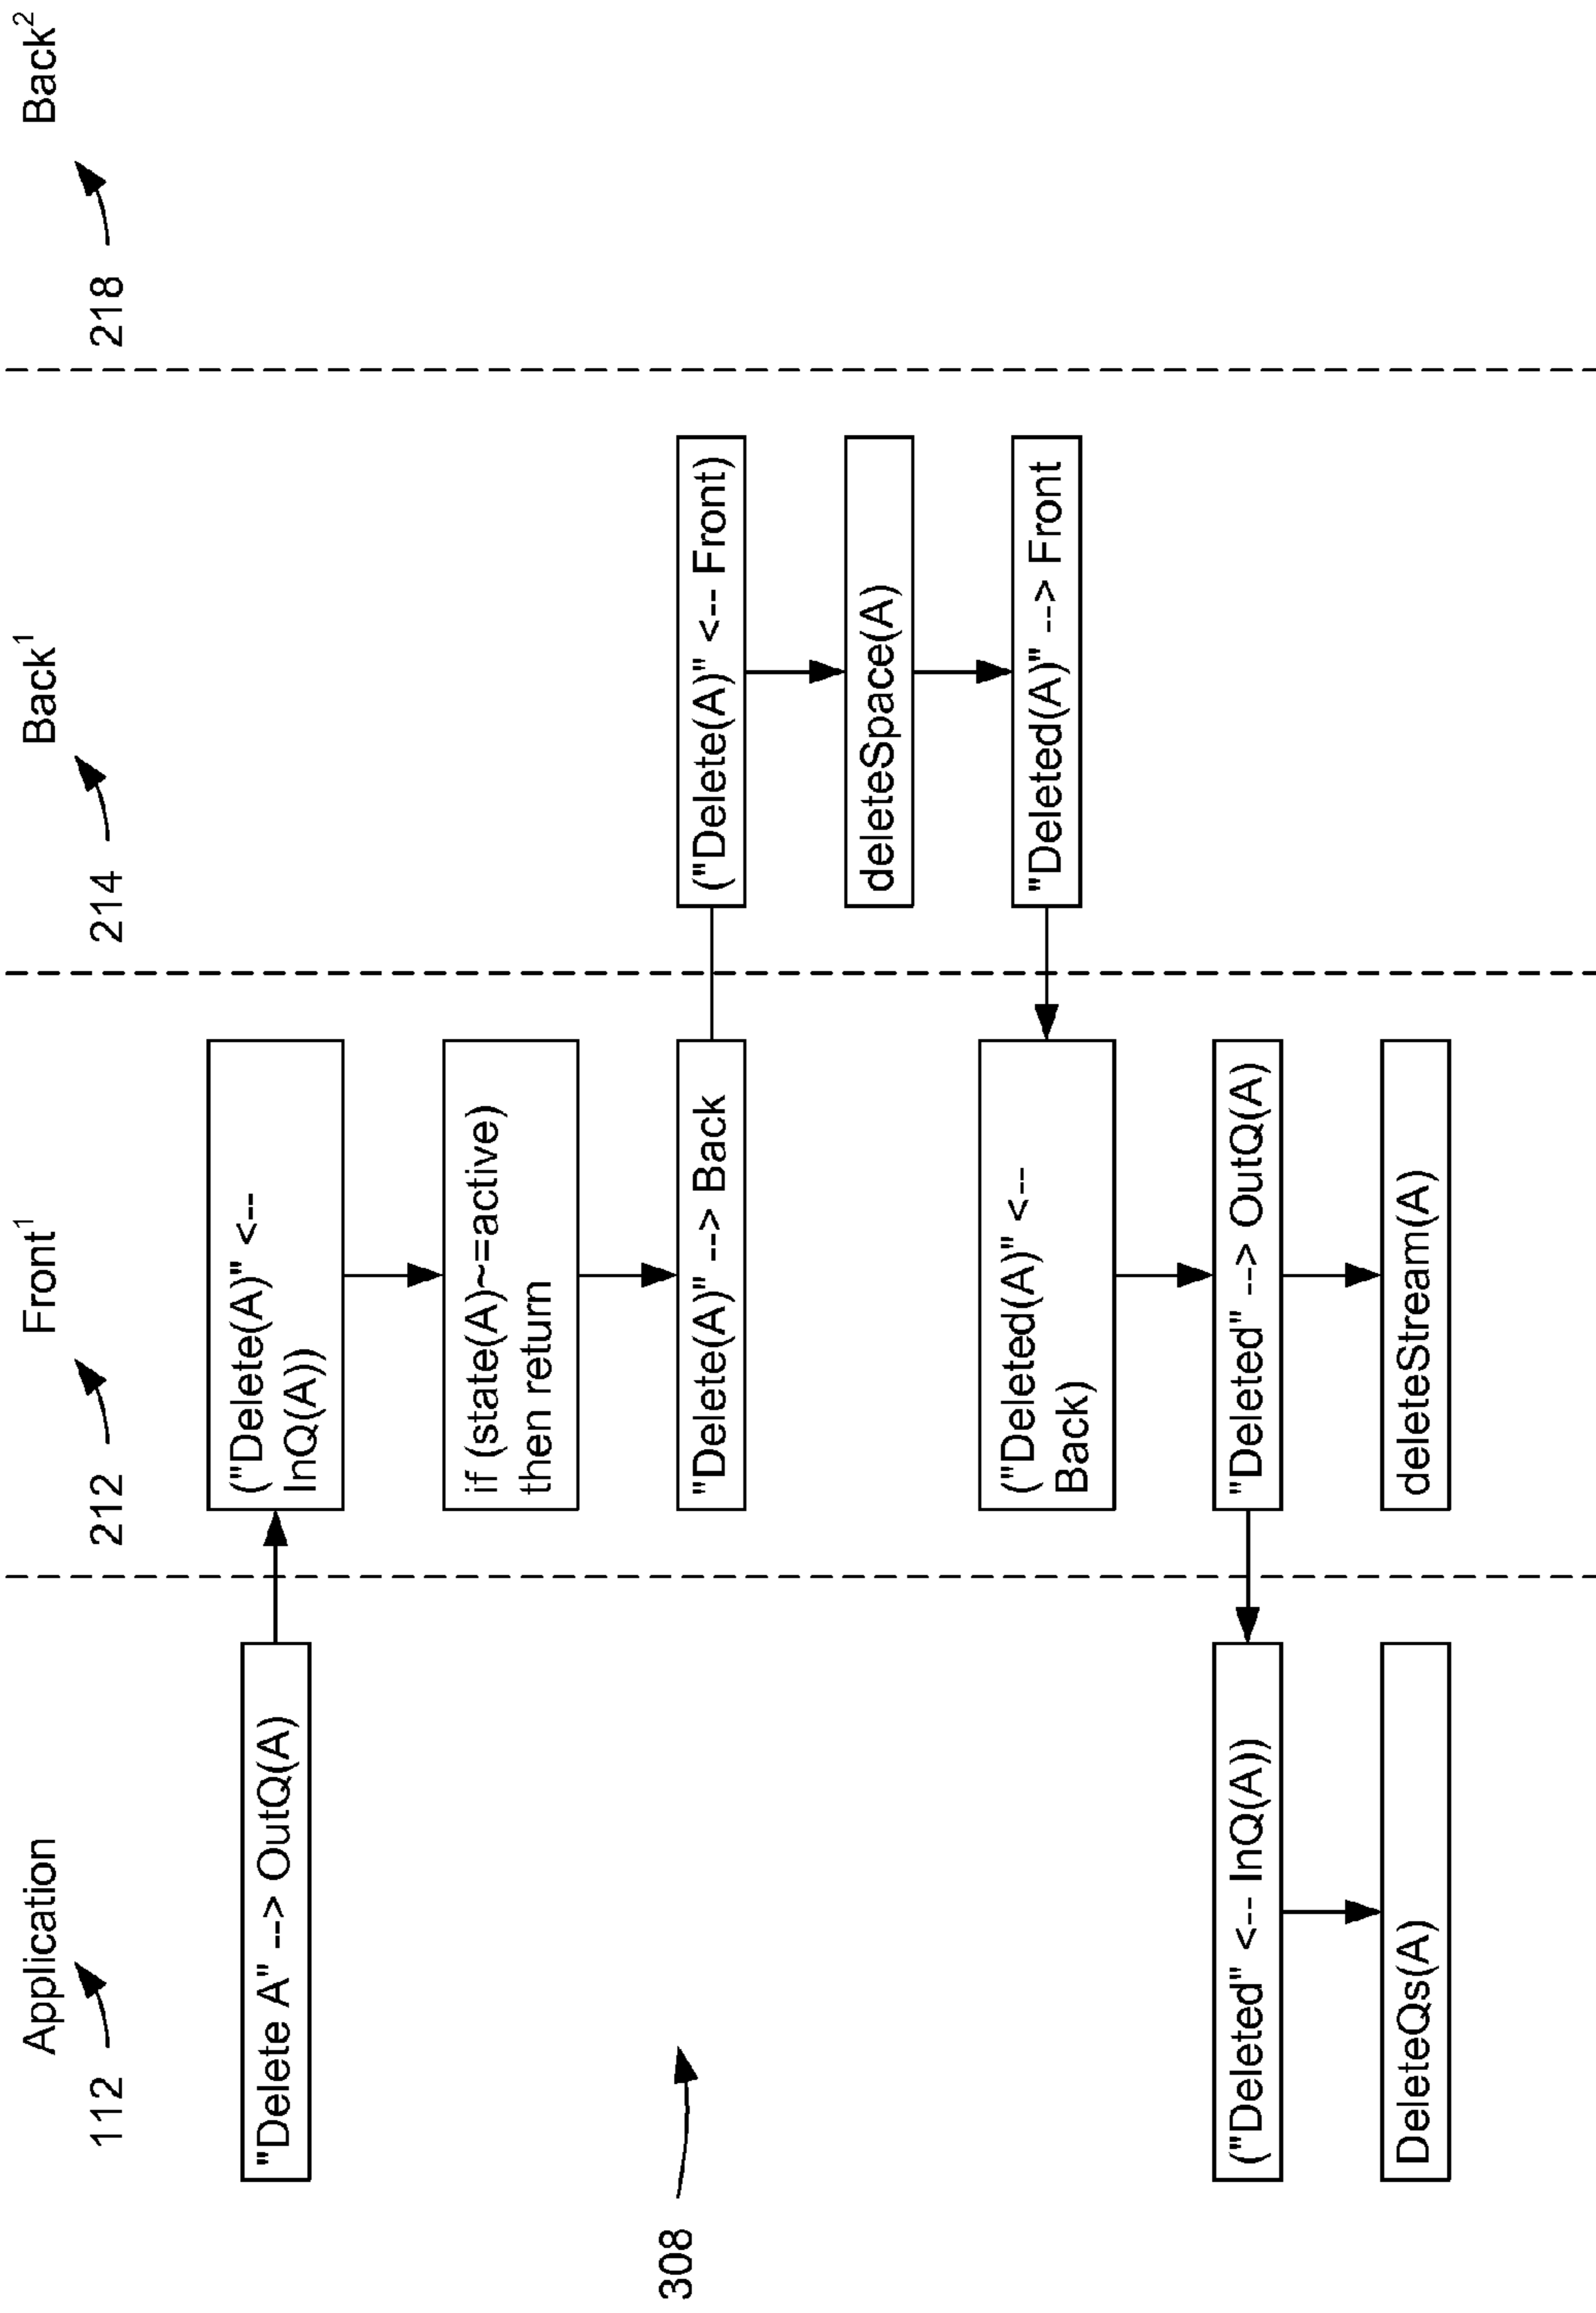 Application
Front1
Back1
Back2
112
212
214
218
"Delete A" --> OutQ(A)
("Delete(A)" <--
InQ(A))
if (state(A)~=active)
then return
"Delete(A)" --> Back
("Delete(A)" <-- Front)
deleteSpace(A)
"Deleted(A)" --> Front
308
("Deleted(A)" <--
Back)
("Deleted" <-- InQ(A))
"Deleted" --> OutQ(A)
DeleteQs(A)
deleteStream(A)